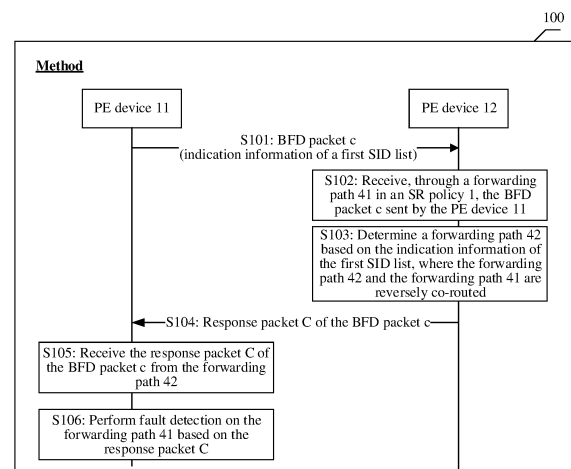 100
Method
PE device 11
PE device 12
S101: BFD packet c
(indication information of a first SID list)
S102: Receive, through a forwarding
path 41 in an SR policy 1, the BFD
packet c sent by the PE device 11
S103: Determine a forwarding path 42
based on the indication information of
the first SID list, where the forwarding
path 42 and the forwarding path 41 are
reversely co-routed
S104: Response packet C of the BFD packet c
S105: Receive the response packet C of
the BFD packet c from the forwarding
path 42
S106: Perform fault detection on the
forwarding path 41 based on the
response packet C